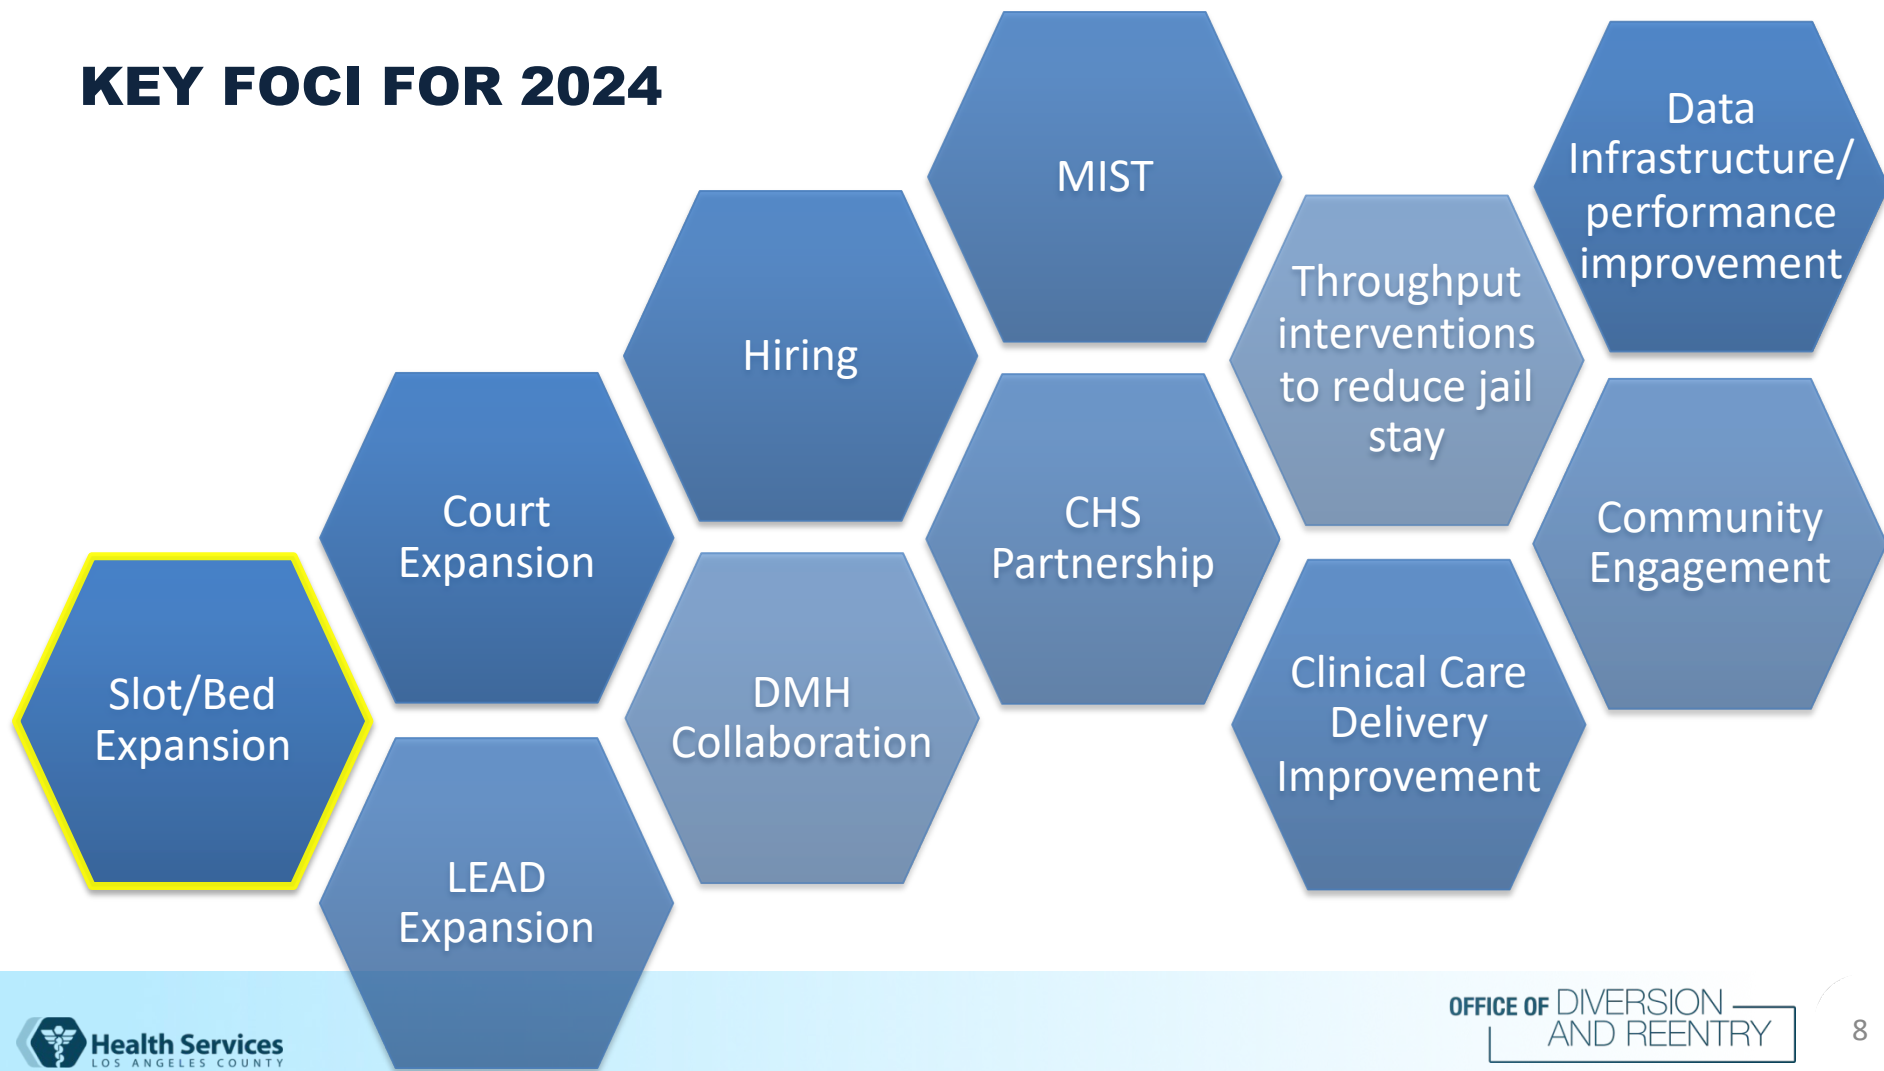 KEY FOCI FOR 2024
MIST
Data
Infrastructure/
performance
improvement
Hiring
Throughput
interventions
to reduce jail
stay
Court
Expansion
CHS
Partnership
Community
Engagement
Slot/Bed
Expansion
DMH
Collaboration
Clinical Care
Delivery
Improvement
LEAD
Expansion
Health Services
LOS ANGELES COUNTY
OFFICE OF DIVERSION
AND REENTRY
8